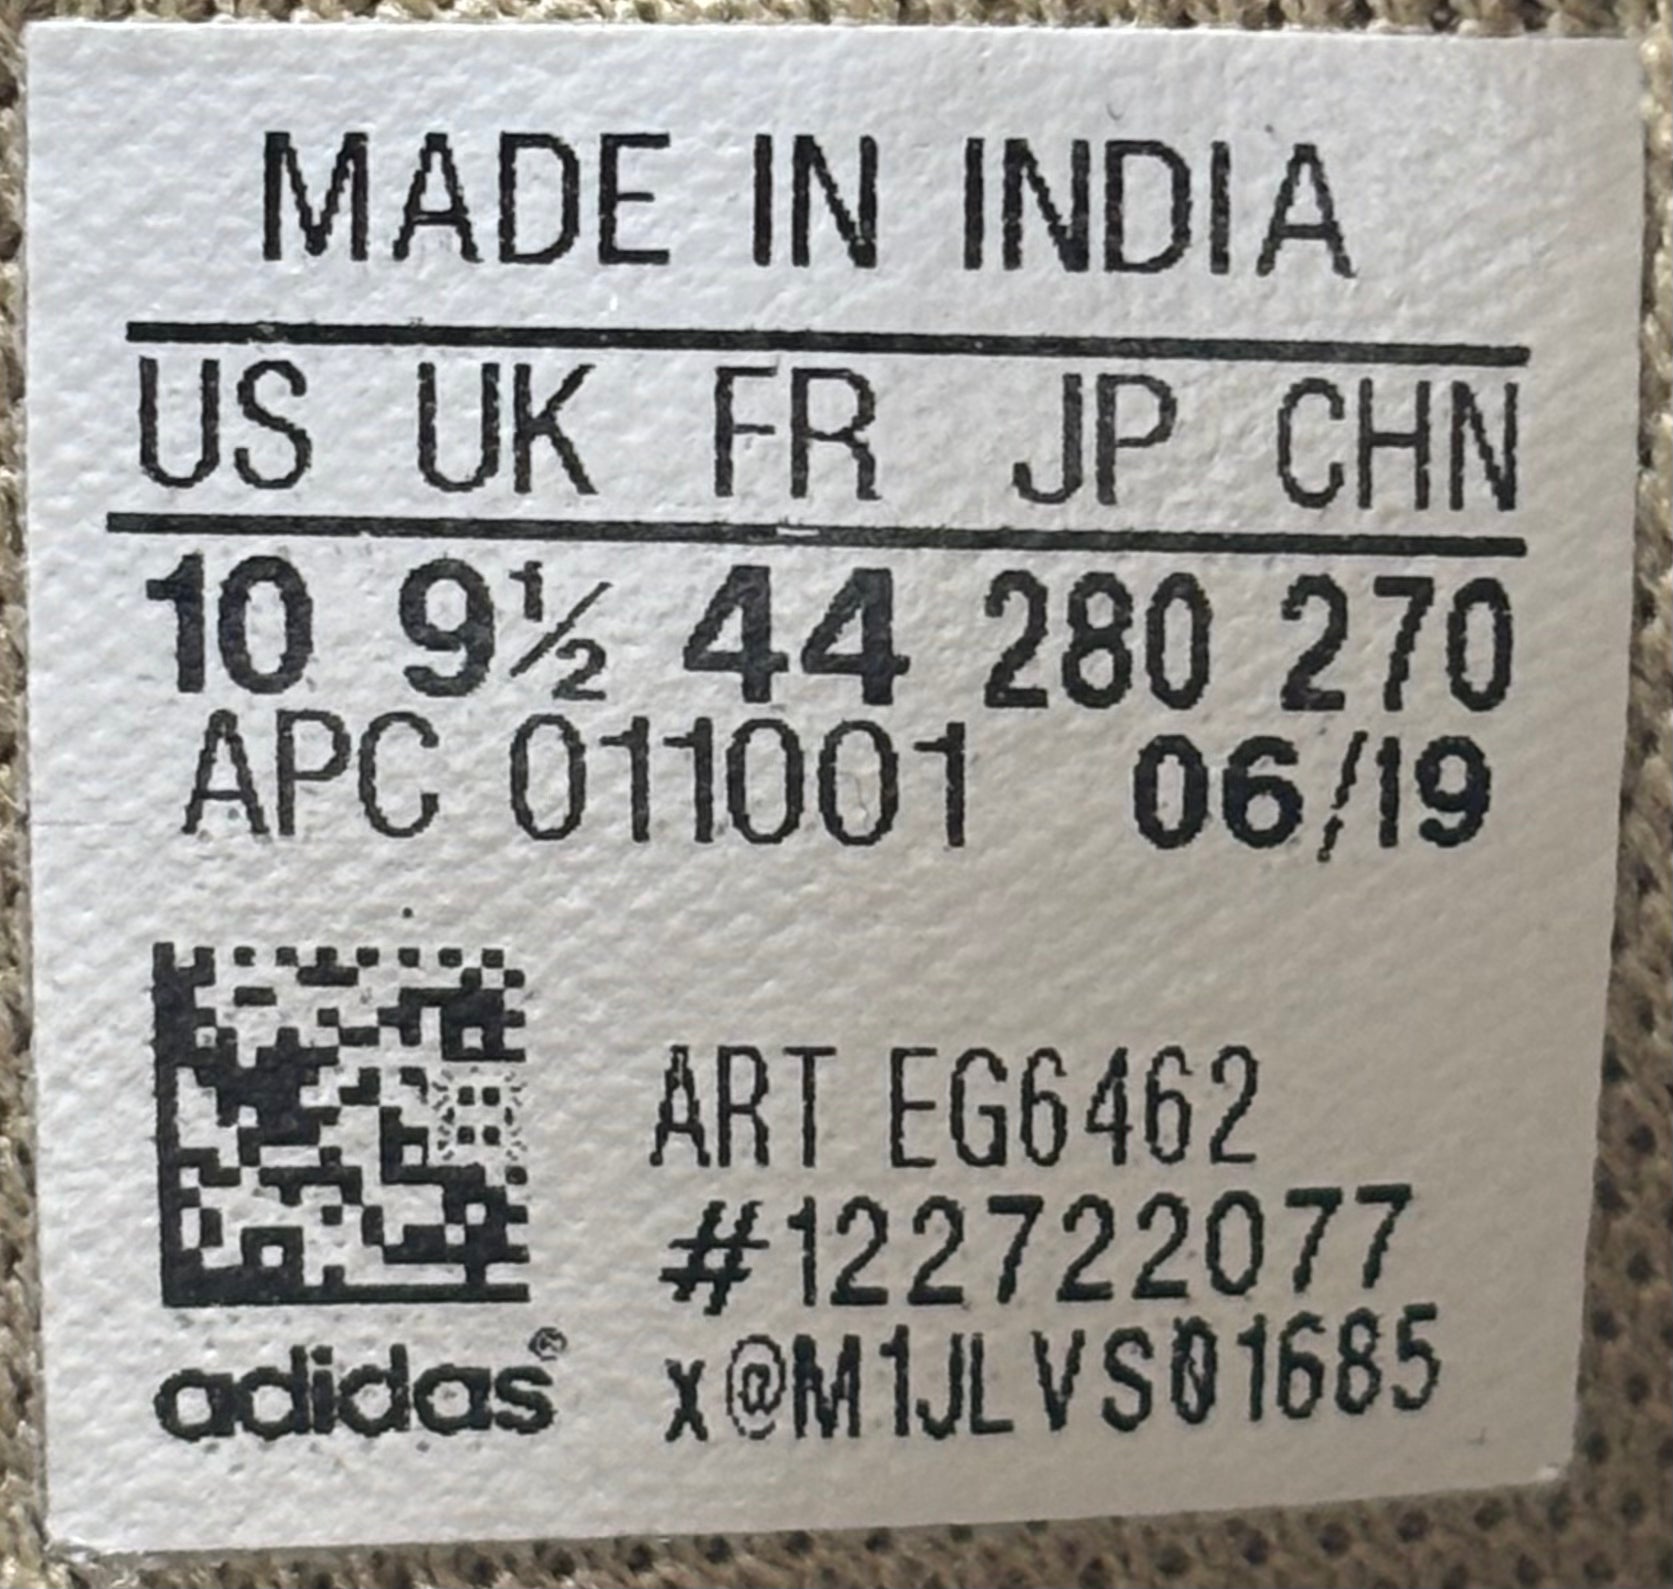 MADE IN INDIA
US UK FR JP CHN
10 9½ 44 280 270
APC 011001 06/19
ART EG6462
#122722077
adidas® x@M1JLVS01685